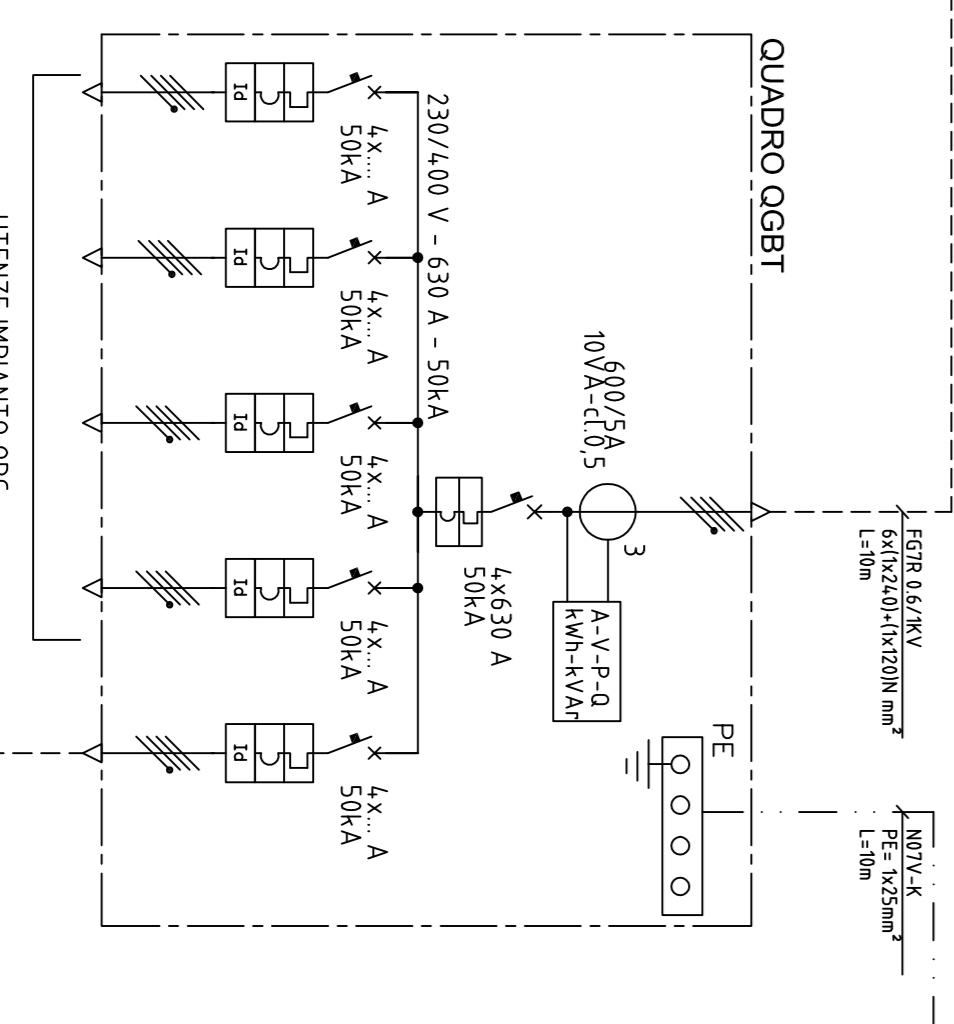 QUADRO QGBT
FG7R 0.6/1KV
6x(1x240)+(1x120)N mm²
L=10m
N07V-K
PE= 1x25mm²
L=10m
PE
3
600/5A
10VA-cl.0,5
A-V-P-Q
kWh-kVAr
4x630 A
50kA
230/400 V - 630 A - 50kA
4x.... A
50kA
Id
4x... A
50kA
Id
4x... A
50kA
Id
4x... A
50kA
Id
4x... A
50kA
Id